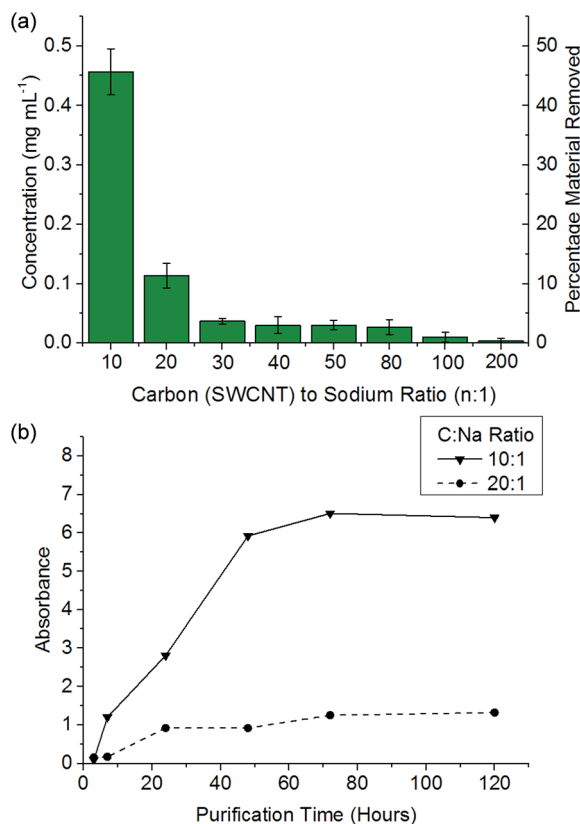 (a)
0.5
0.4
0.3
0.2
0.1
0.0
Concentration (mg mL⁻¹)
50
40
30
20
10
0
Percentage Material Removed
10 20 30 40 50 80 100 200
Carbon (SWCNT) to Sodium Ratio (n:1)
(b)
C:Na Ratio
10:1
20:1
8
7
6
5
4
3
2
1
0
Absorbance
0 20 40 60 80 100 120
Purification Time (Hours)